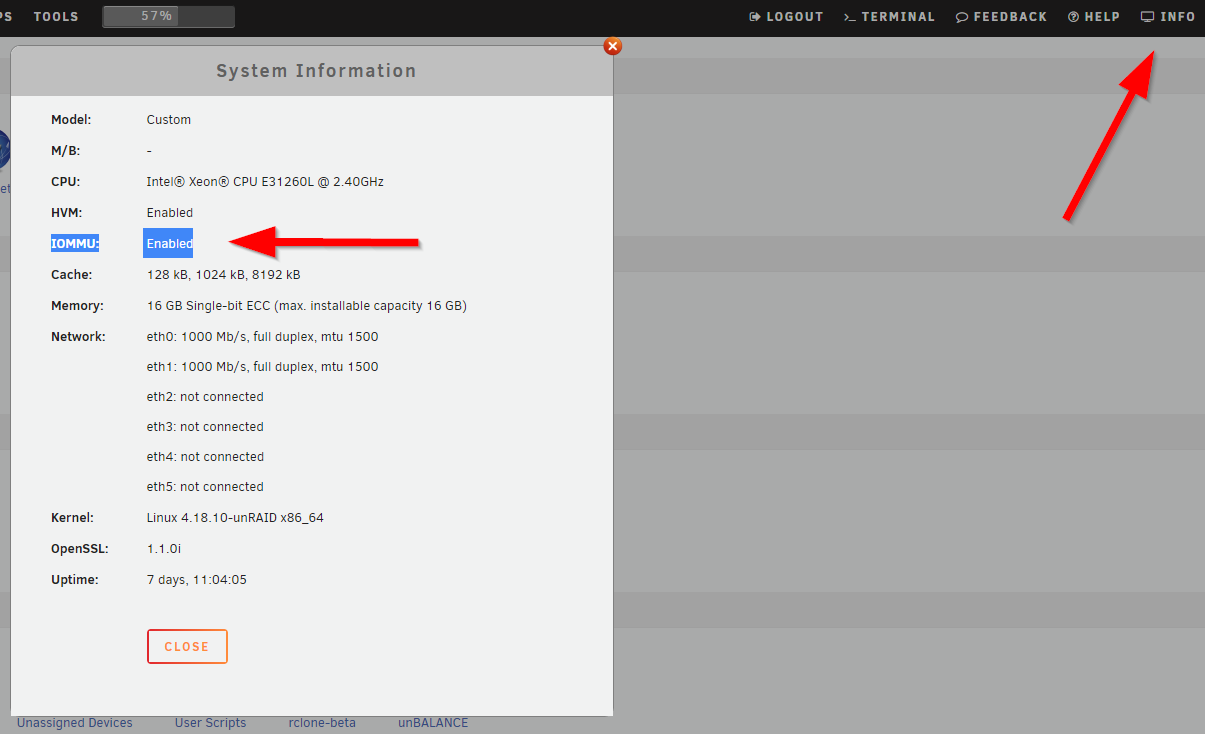 PS TOOLS 57% LOGOUT TERMINAL FEEDBACK HELP INFO
System Information
Model: Custom
M/B: -
CPU: Intel® Xeon® CPU E31260L @ 2.40GHz
HVM: Enabled
IOMMU: Enabled
Cache: 128 kB, 1024 kB, 8192 kB
Memory: 16 GB Single-bit ECC (max. installable capacity 16 GB)
Network: eth0: 1000 Mb/s, full duplex, mtu 1500
eth1: 1000 Mb/s, full duplex, mtu 1500
eth2: not connected
eth3: not connected
eth4: not connected
eth5: not connected
Kernel: Linux 4.18.10-unRAID x86_64
OpenSSL: 1.1.0i
Uptime: 7 days, 11:04:05
CLOSE
Unassigned Devices User Scripts rclone-beta unBALANCE